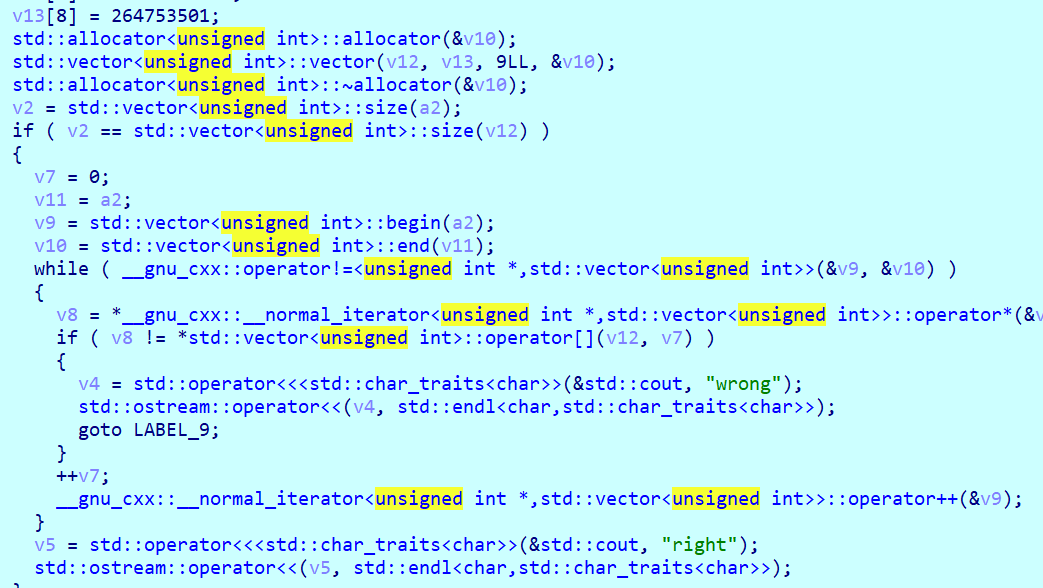 v13[8] = 264753501;
std::allocator<unsigned int>::allocator(&v10);
std::vector<unsigned int>::vector(v12, v13, 9LL, &v10);
std::allocator<unsigned int>::~allocator(&v10);
v2 = std::vector<unsigned int>::size(a2);
if ( v2 == std::vector<unsigned int>::size(v12) )
{
v7 = 0;
v11 = a2;
v9 = std::vector<unsigned int>::begin(a2);
v10 = std::vector<unsigned int>::end(v11);
while ( __gnu_cxx::operator!=<unsigned int *,std::vector<unsigned int>>(&v9, &v10) )
{
v8 = *__gnu_cxx::__normal_iterator<unsigned int *,std::vector<unsigned int>>::operator*(&v
if ( v8 != *std::vector<unsigned int>::operator[](v12, v7) )
{
v4 = std::operator<<<std::char_traits<char>>(&std::cout, "wrong");
std::ostream::operator<<(v4, std::endl<char,std::char_traits<char>>);
goto LABEL_9;
}
++v7;
__gnu_cxx::__normal_iterator<unsigned int *,std::vector<unsigned int>>::operator++(&v9);
}
v5 = std::operator<<<std::char_traits<char>>(&std::cout, "right");
std::ostream::operator<<(v5, std::endl<char,std::char_traits<char>>);